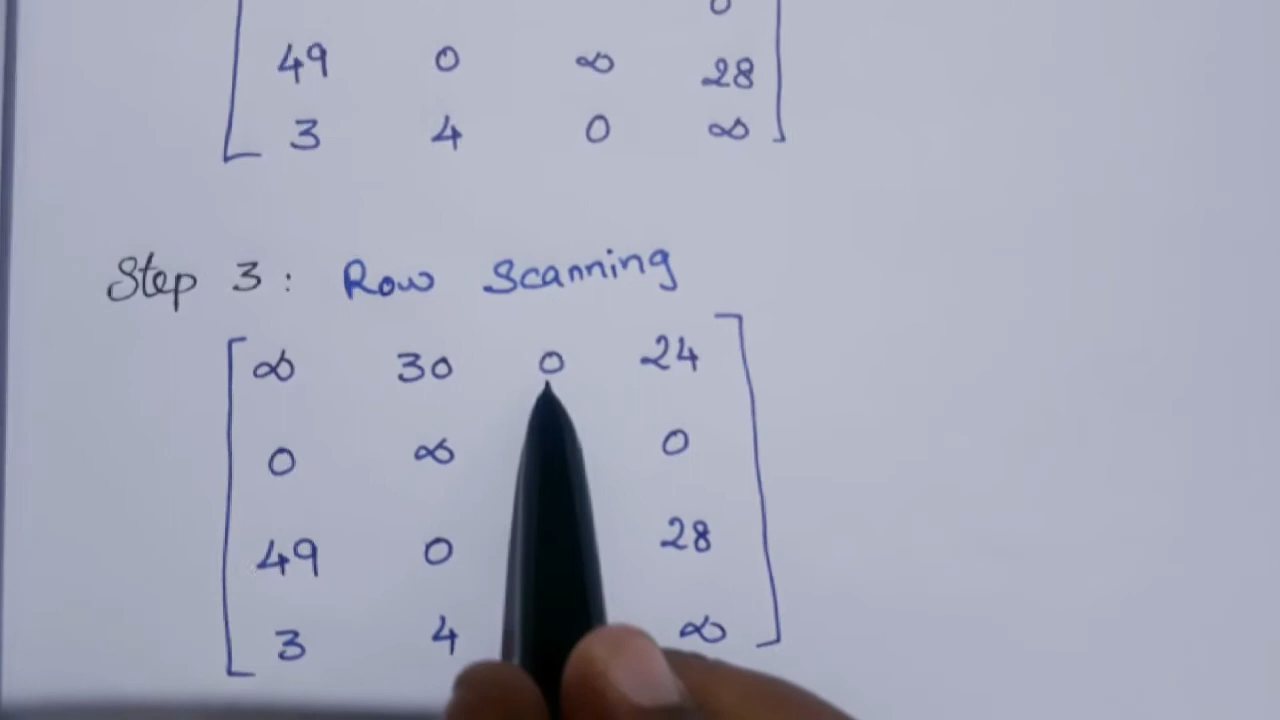 0
49 0 ∞ 28
3 4 0 ∞
Step 3: Row Scanning
∞ 30 0 24
0 ∞ 0
49 0 28
3 4 ∞